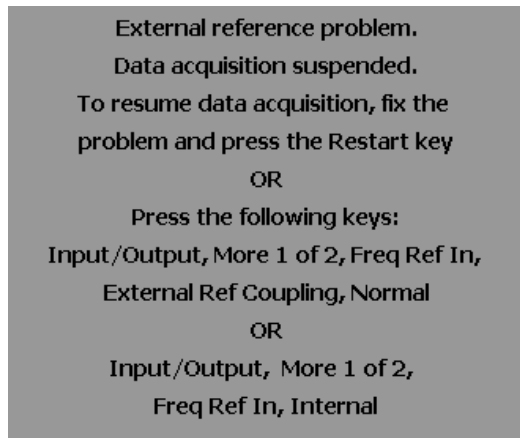 External reference problem.
Data acquisition suspended.
To resume data acquisition, fix the
problem and press the Restart key
OR
Press the following keys:
Input/Output, More 1 of 2, Freq Ref In,
External Ref Coupling, Normal
OR
Input/Output, More 1 of 2,
Freq Ref In, Internal